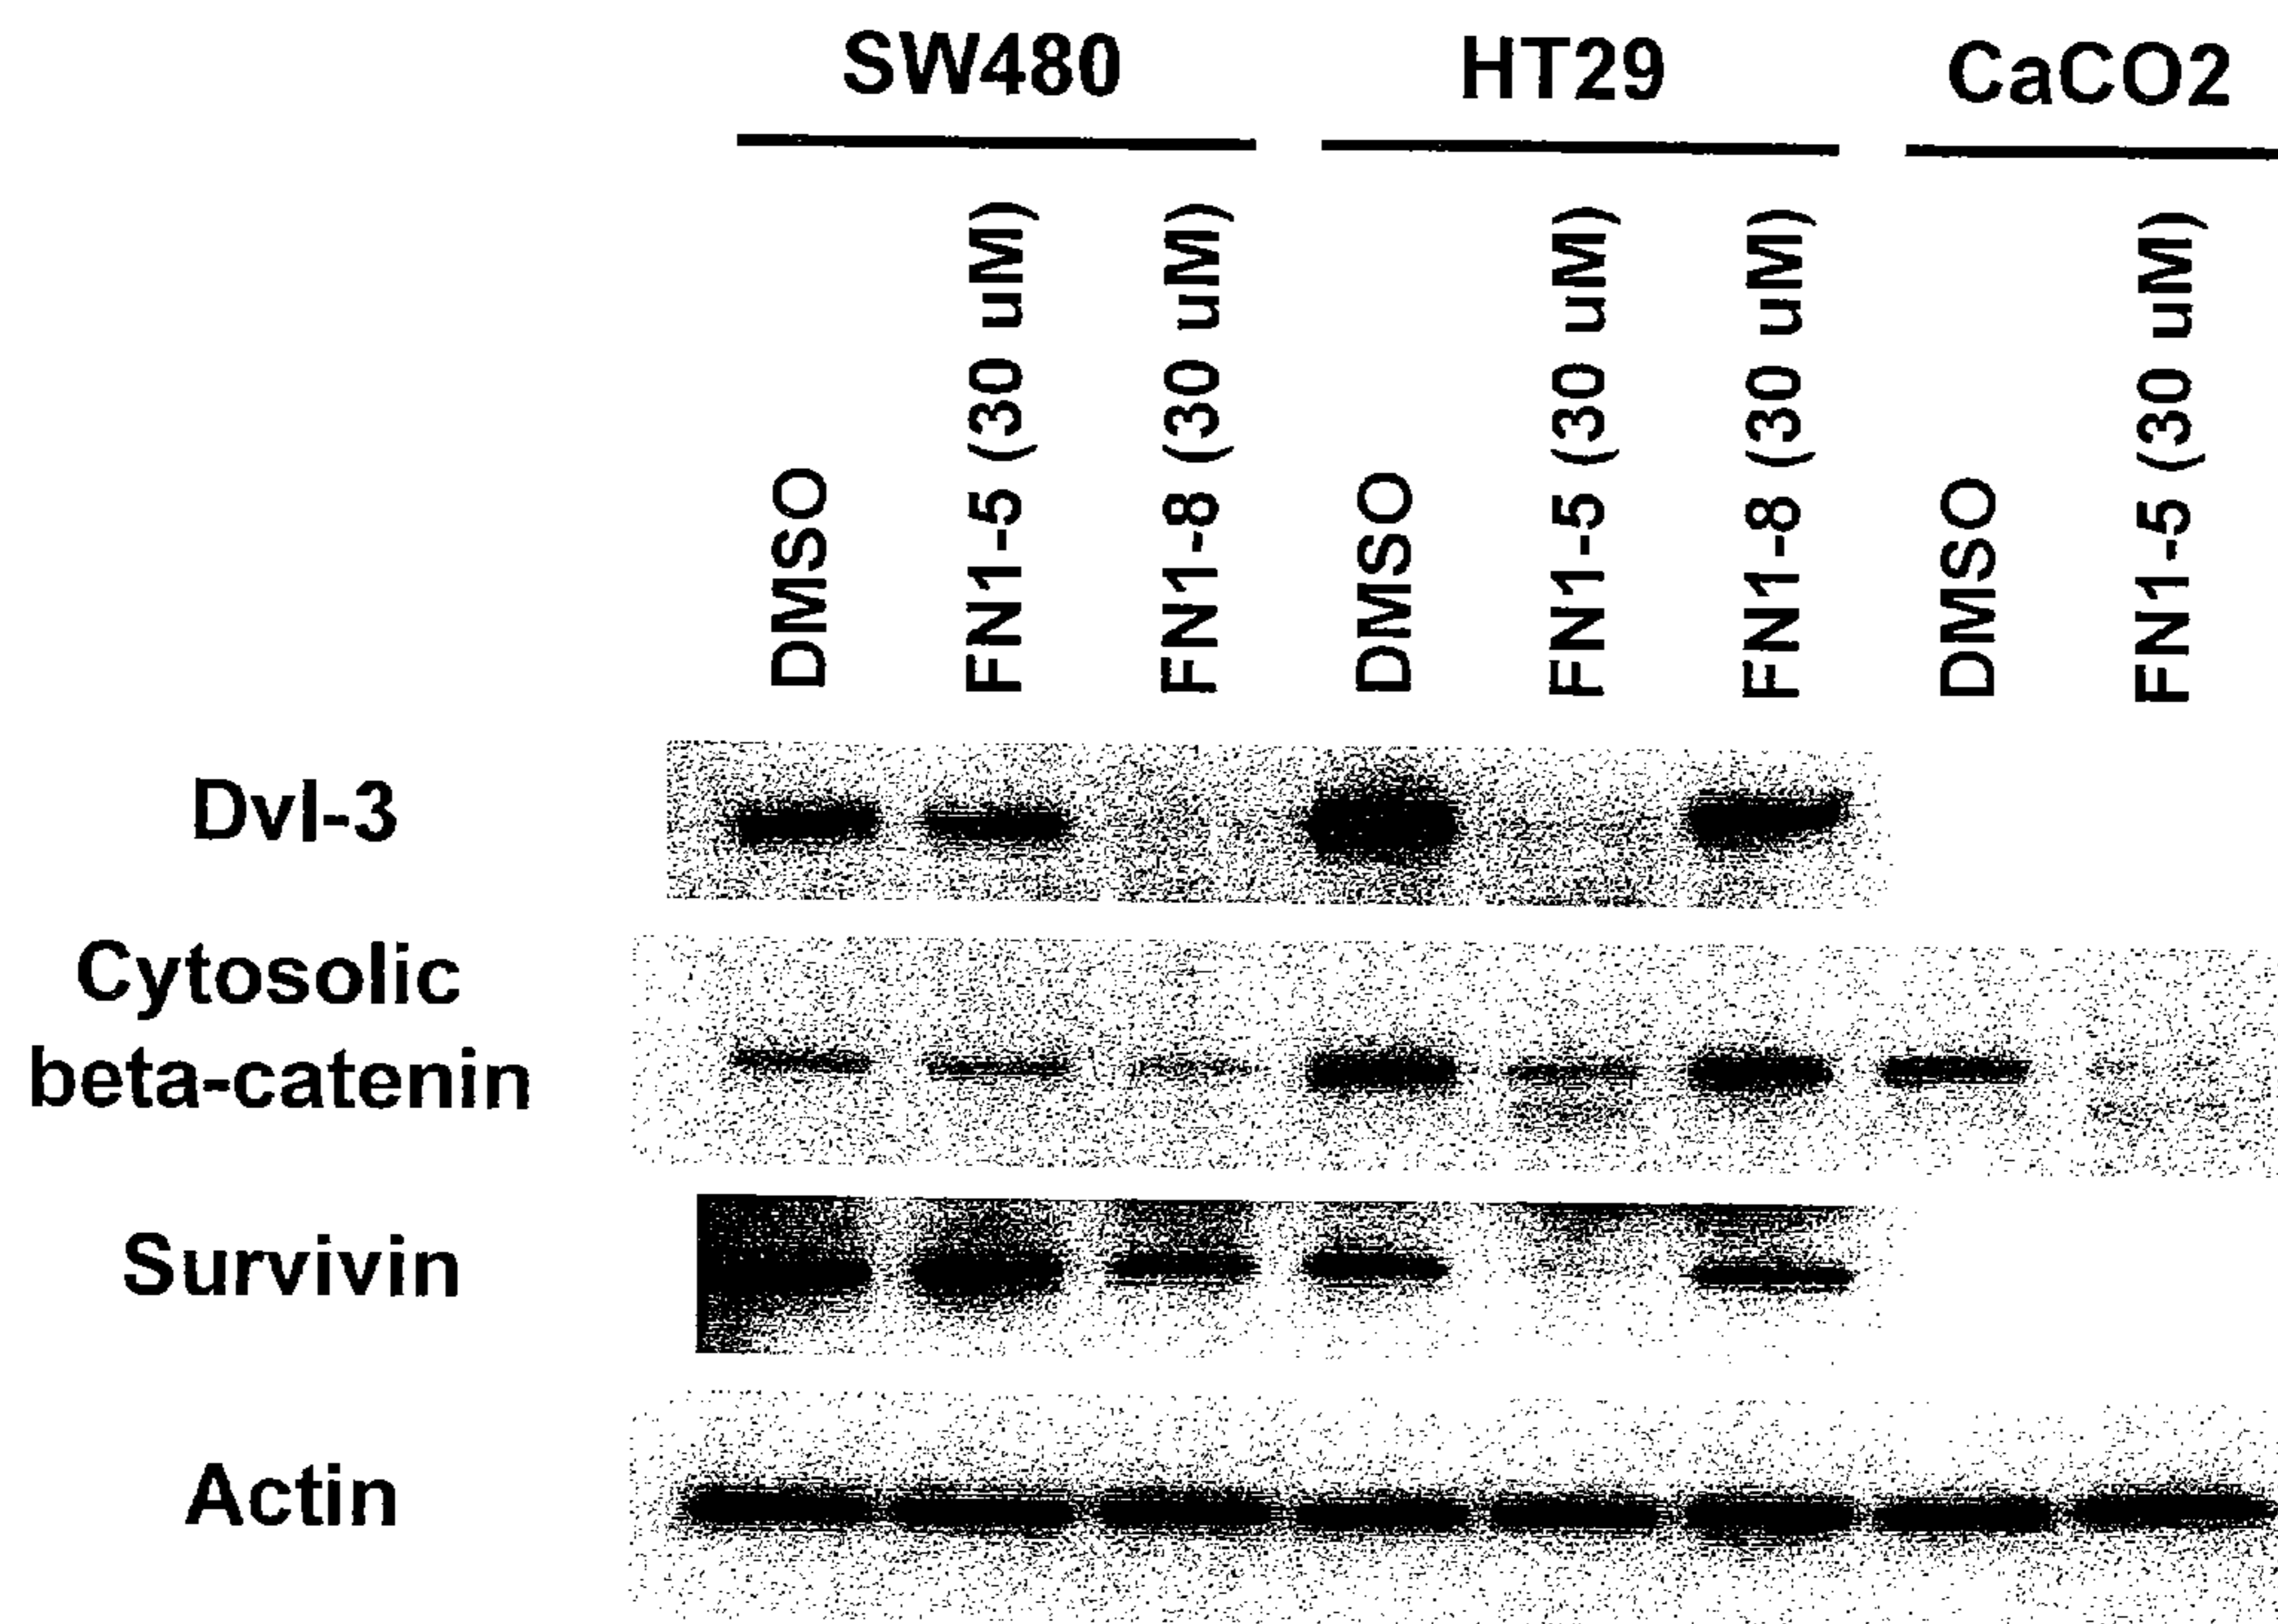 SW480 HT29 CaCO2
DMSO
FN1-5 (30 uM)
FN1-8 (30 uM)
DMSO
FN1-5 (30 uM)
FN1-8 (30 uM)
DMSO
FN1-5 (30 uM)
Dvl-3
Cytosolic
beta-catenin
Survivin
Actin